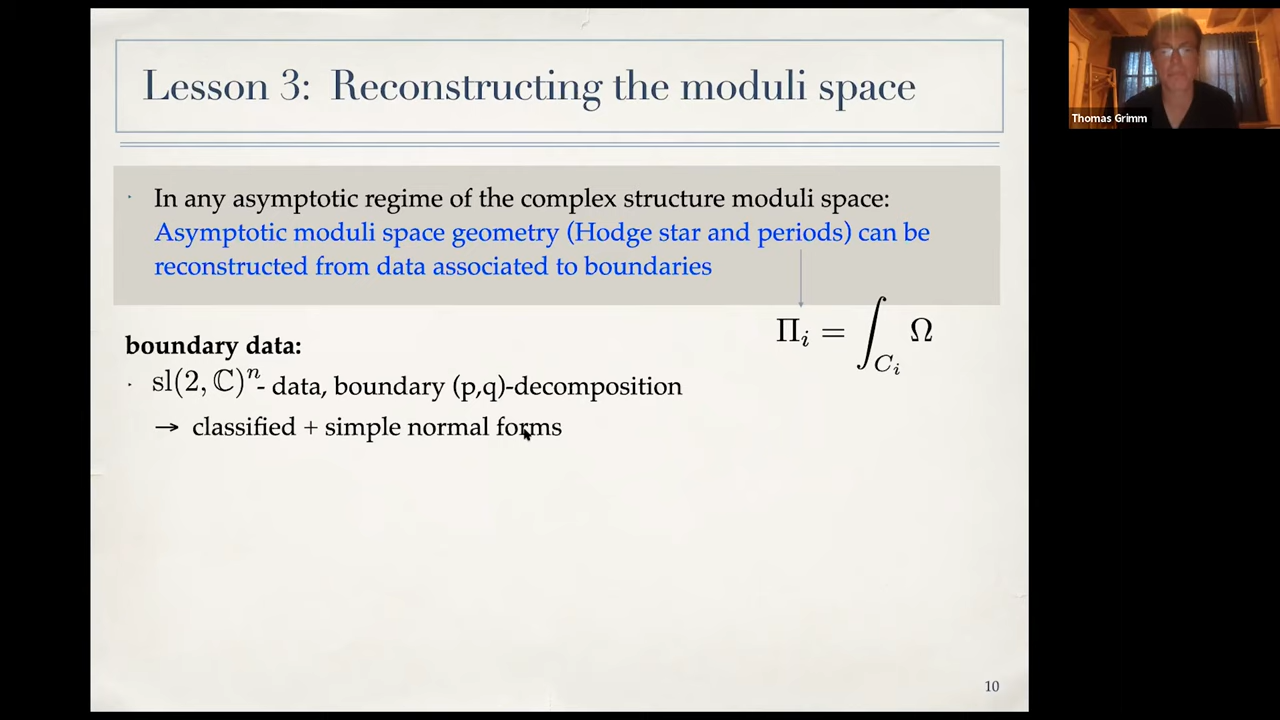 Lesson 3: Reconstructing the moduli space
Thomas Grimm
· In any asymptotic regime of the complex structure moduli space:
Asymptotic moduli space geometry (Hodge star and periods) can be
reconstructed from data associated to boundaries
Πᵢ = ∫_{Cᵢ} Ω
boundary data:
· sl(2, ℂ)ⁿ- data, boundary (p,q)-decomposition
→ classified + simple normal forms
10